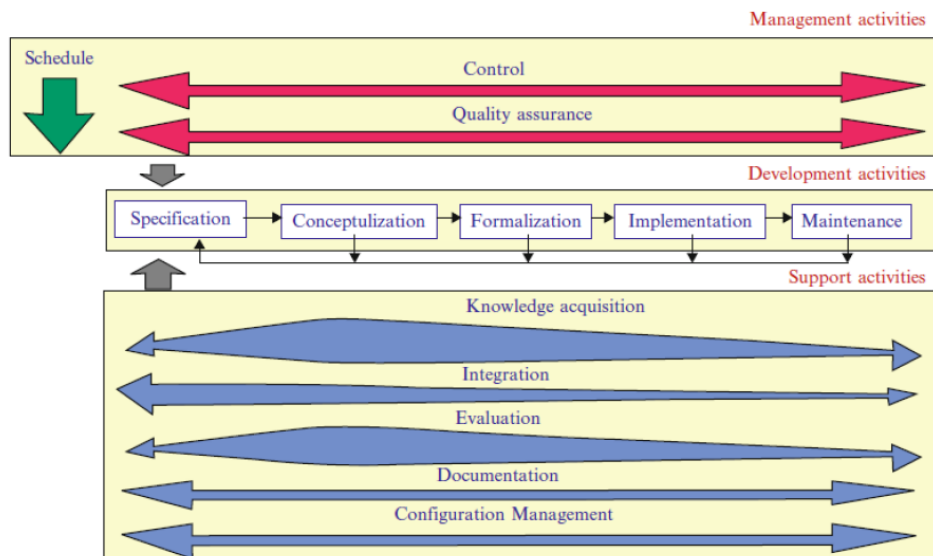 Management activities
Schedule
Control
Quality assurance
Development activities
Specification
Conceptulization
Formalization
Implementation
Maintenance
Support activities
Knowledge acquisition
Integration
Evaluation
Documentation
Configuration Management